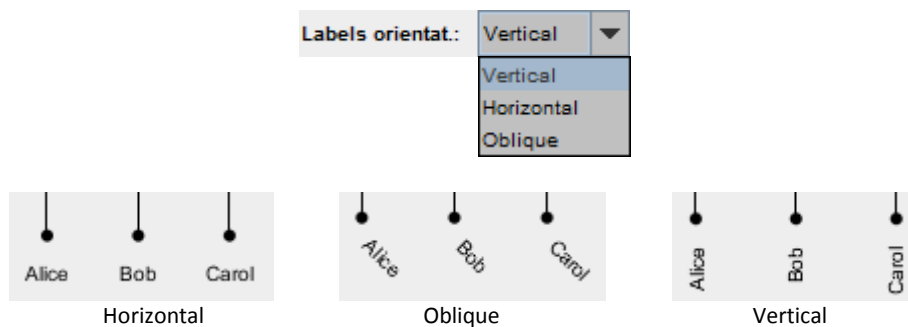 Labels orientat.: Vertical
Vertical
Horizontal
Oblique
Alice Bob Carol
Horizontal
Alice Bob Carol
Oblique
Alice Bob Carol
Vertical